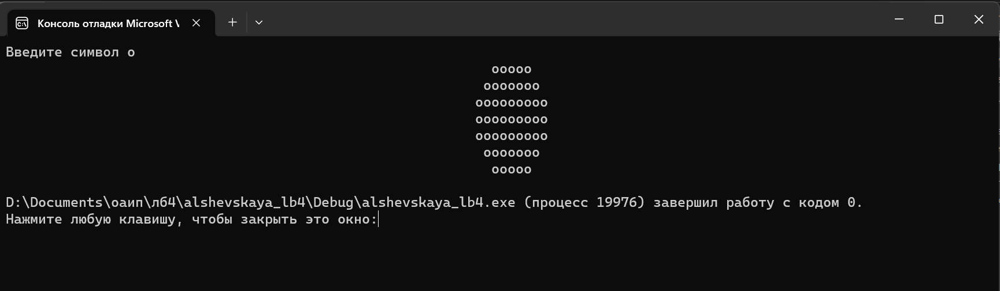 Консоль отладки Microsoft V
Введите символ o
ooooo
ooooooo
ooooooooo
ooooooooo
ooooooooo
ooooooo
ooooo
D:\Documents\оаип\лб4\alshevskaya_lb4\Debug\alshevskaya_lb4.exe (процесс 19976) завершил работу с кодом 0.
Нажмите любую клавишу, чтобы закрыть это окно: